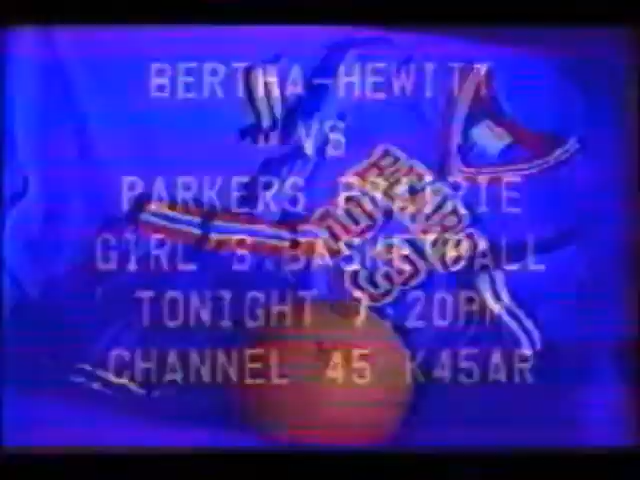 BERTHA-HEWITT
VS
PARKERS PRAIRIE
GIRL'S BASKETBALL
TONIGHT 7:20PM
CHANNEL 45 K45AR